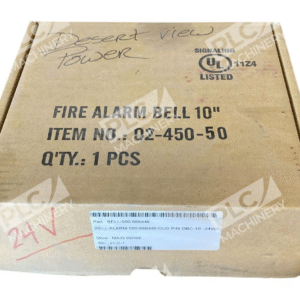 Desert View
Power
SIGNALING
UL
LISTED
11Z4
FIRE ALARM BELL 10"
ITEM NO.: 02-450-50
Q'TY.: 1 PCS
24V
PLC
MACHINERY